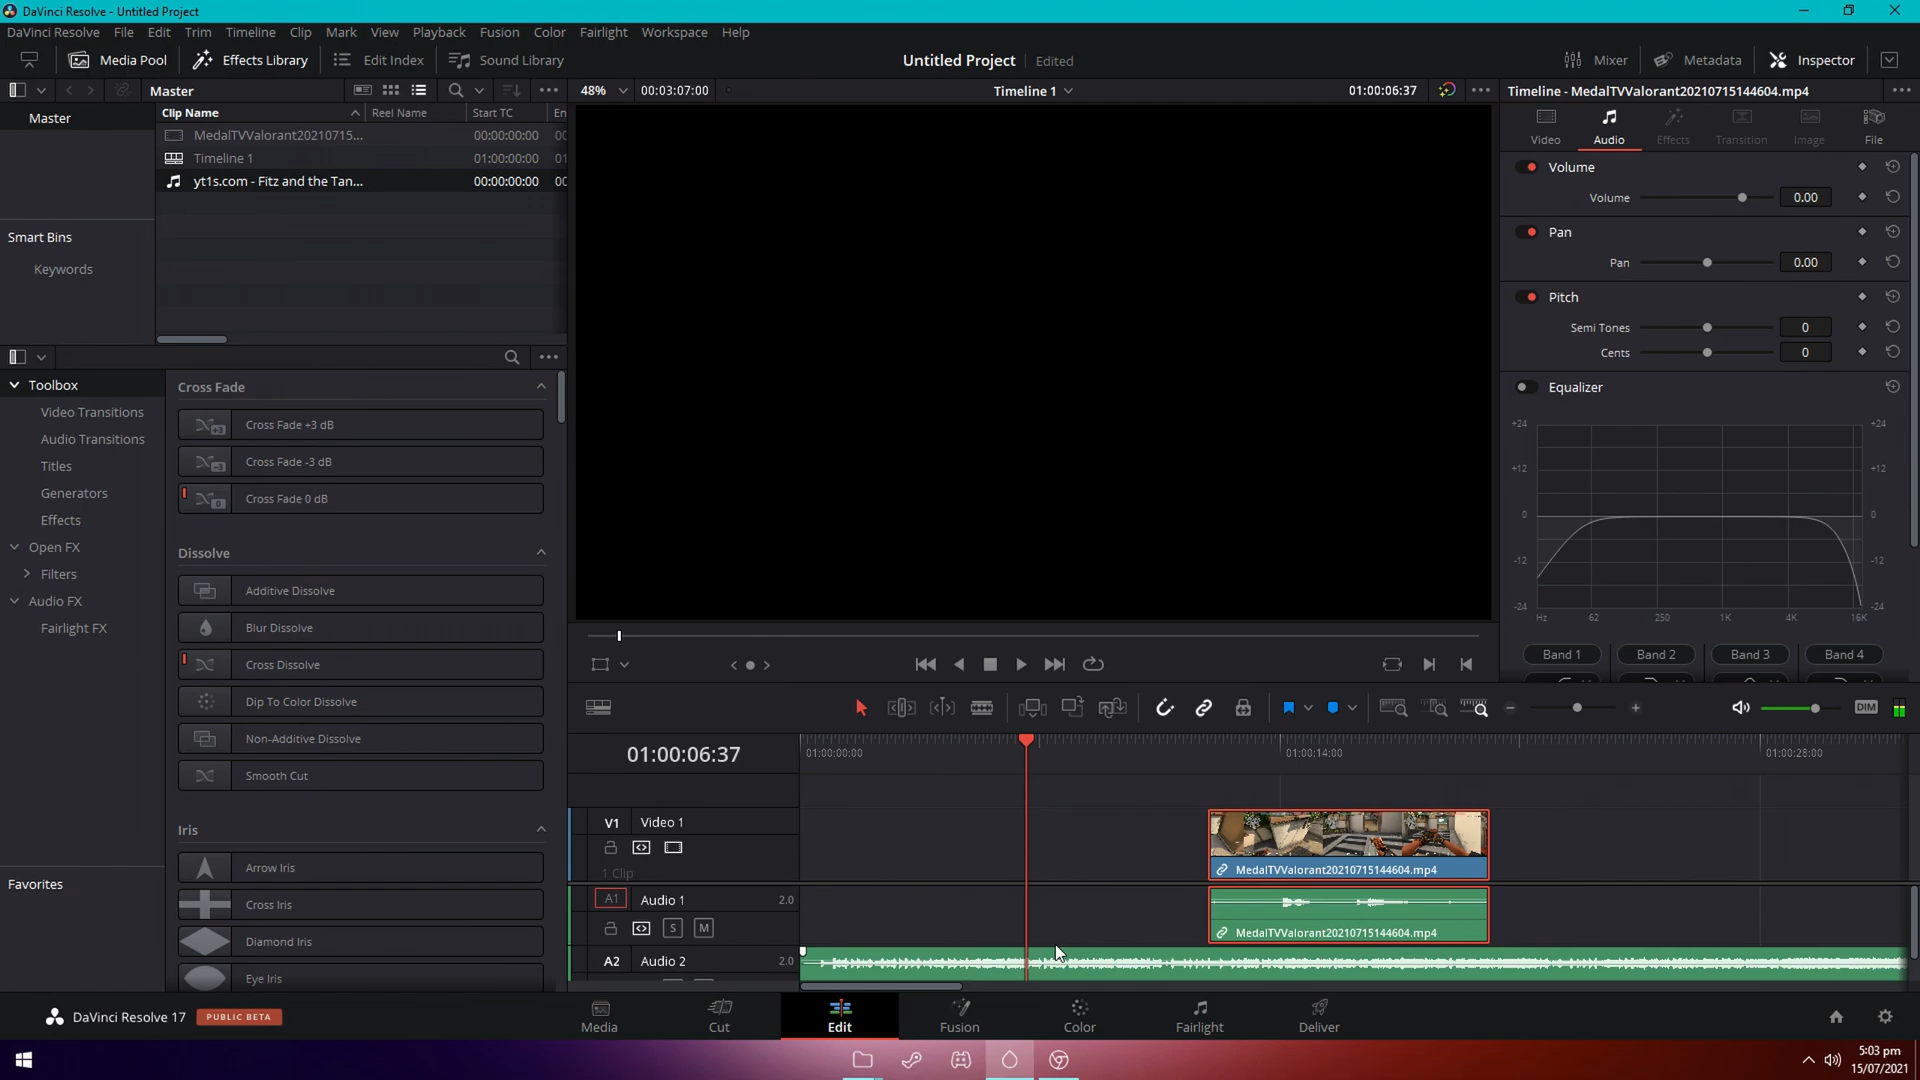 DaVinci Resolve - Untitled Project
DaVinci Resolve File Edit Trim Timeline Clip Mark View Playback Fusion Color Fairlight Workspace Help
Media Pool Effects Library Edit Index Sound Library Untitled Project Edited Mixer Metadata Inspector
Master 48% 00:03:07:00 Timeline 1 01:00:06:37 Timeline - MedalTVValorant20210715144604.mp4
Master
Clip Name Reel Name Start TC En
MedalTVValorant20210715... 00:00:00:00 00
Timeline 1 01:00:00:00 01
yt1s.com - Fitz and the Tan... 00:00:00:00 00
Smart Bins
Keywords
Video Audio Effects Transition Image File
Volume
Volume 0.00
Pan
Pan 0.00
Pitch
Semi Tones 0
Cents 0
Equalizer
+24 +24
+12 +12
0 0
-12 -12
-24 -24
Hz 62 250 1K 4K 16K
Band 1 Band 2 Band 3 Band 4
Toolbox
Video Transitions
Audio Transitions
Titles
Generators
Effects
Open FX
Filters
Audio FX
Fairlight FX
Favorites
Cross Fade
+3 Cross Fade +3 dB
-3 Cross Fade -3 dB
0 Cross Fade 0 dB
Dissolve
Additive Dissolve
Blur Dissolve
Cross Dissolve
Dip To Color Dissolve
Non-Additive Dissolve
Smooth Cut
Iris
Arrow Iris
Cross Iris
Diamond Iris
Eye Iris
DIM
01:00:06:37 01:00:00:00 01:00:14:00 01:00:28:00
V1 Video 1
1 Clip
MedalTVValorant20210715144604.mp4
A1 Audio 1 2.0
S M
MedalTVValorant20210715144604.mp4
A2 Audio 2 2.0
DaVinci Resolve 17 PUBLIC BETA
Media Cut Edit Fusion Color Fairlight Deliver
5:03 pm
15/07/2021